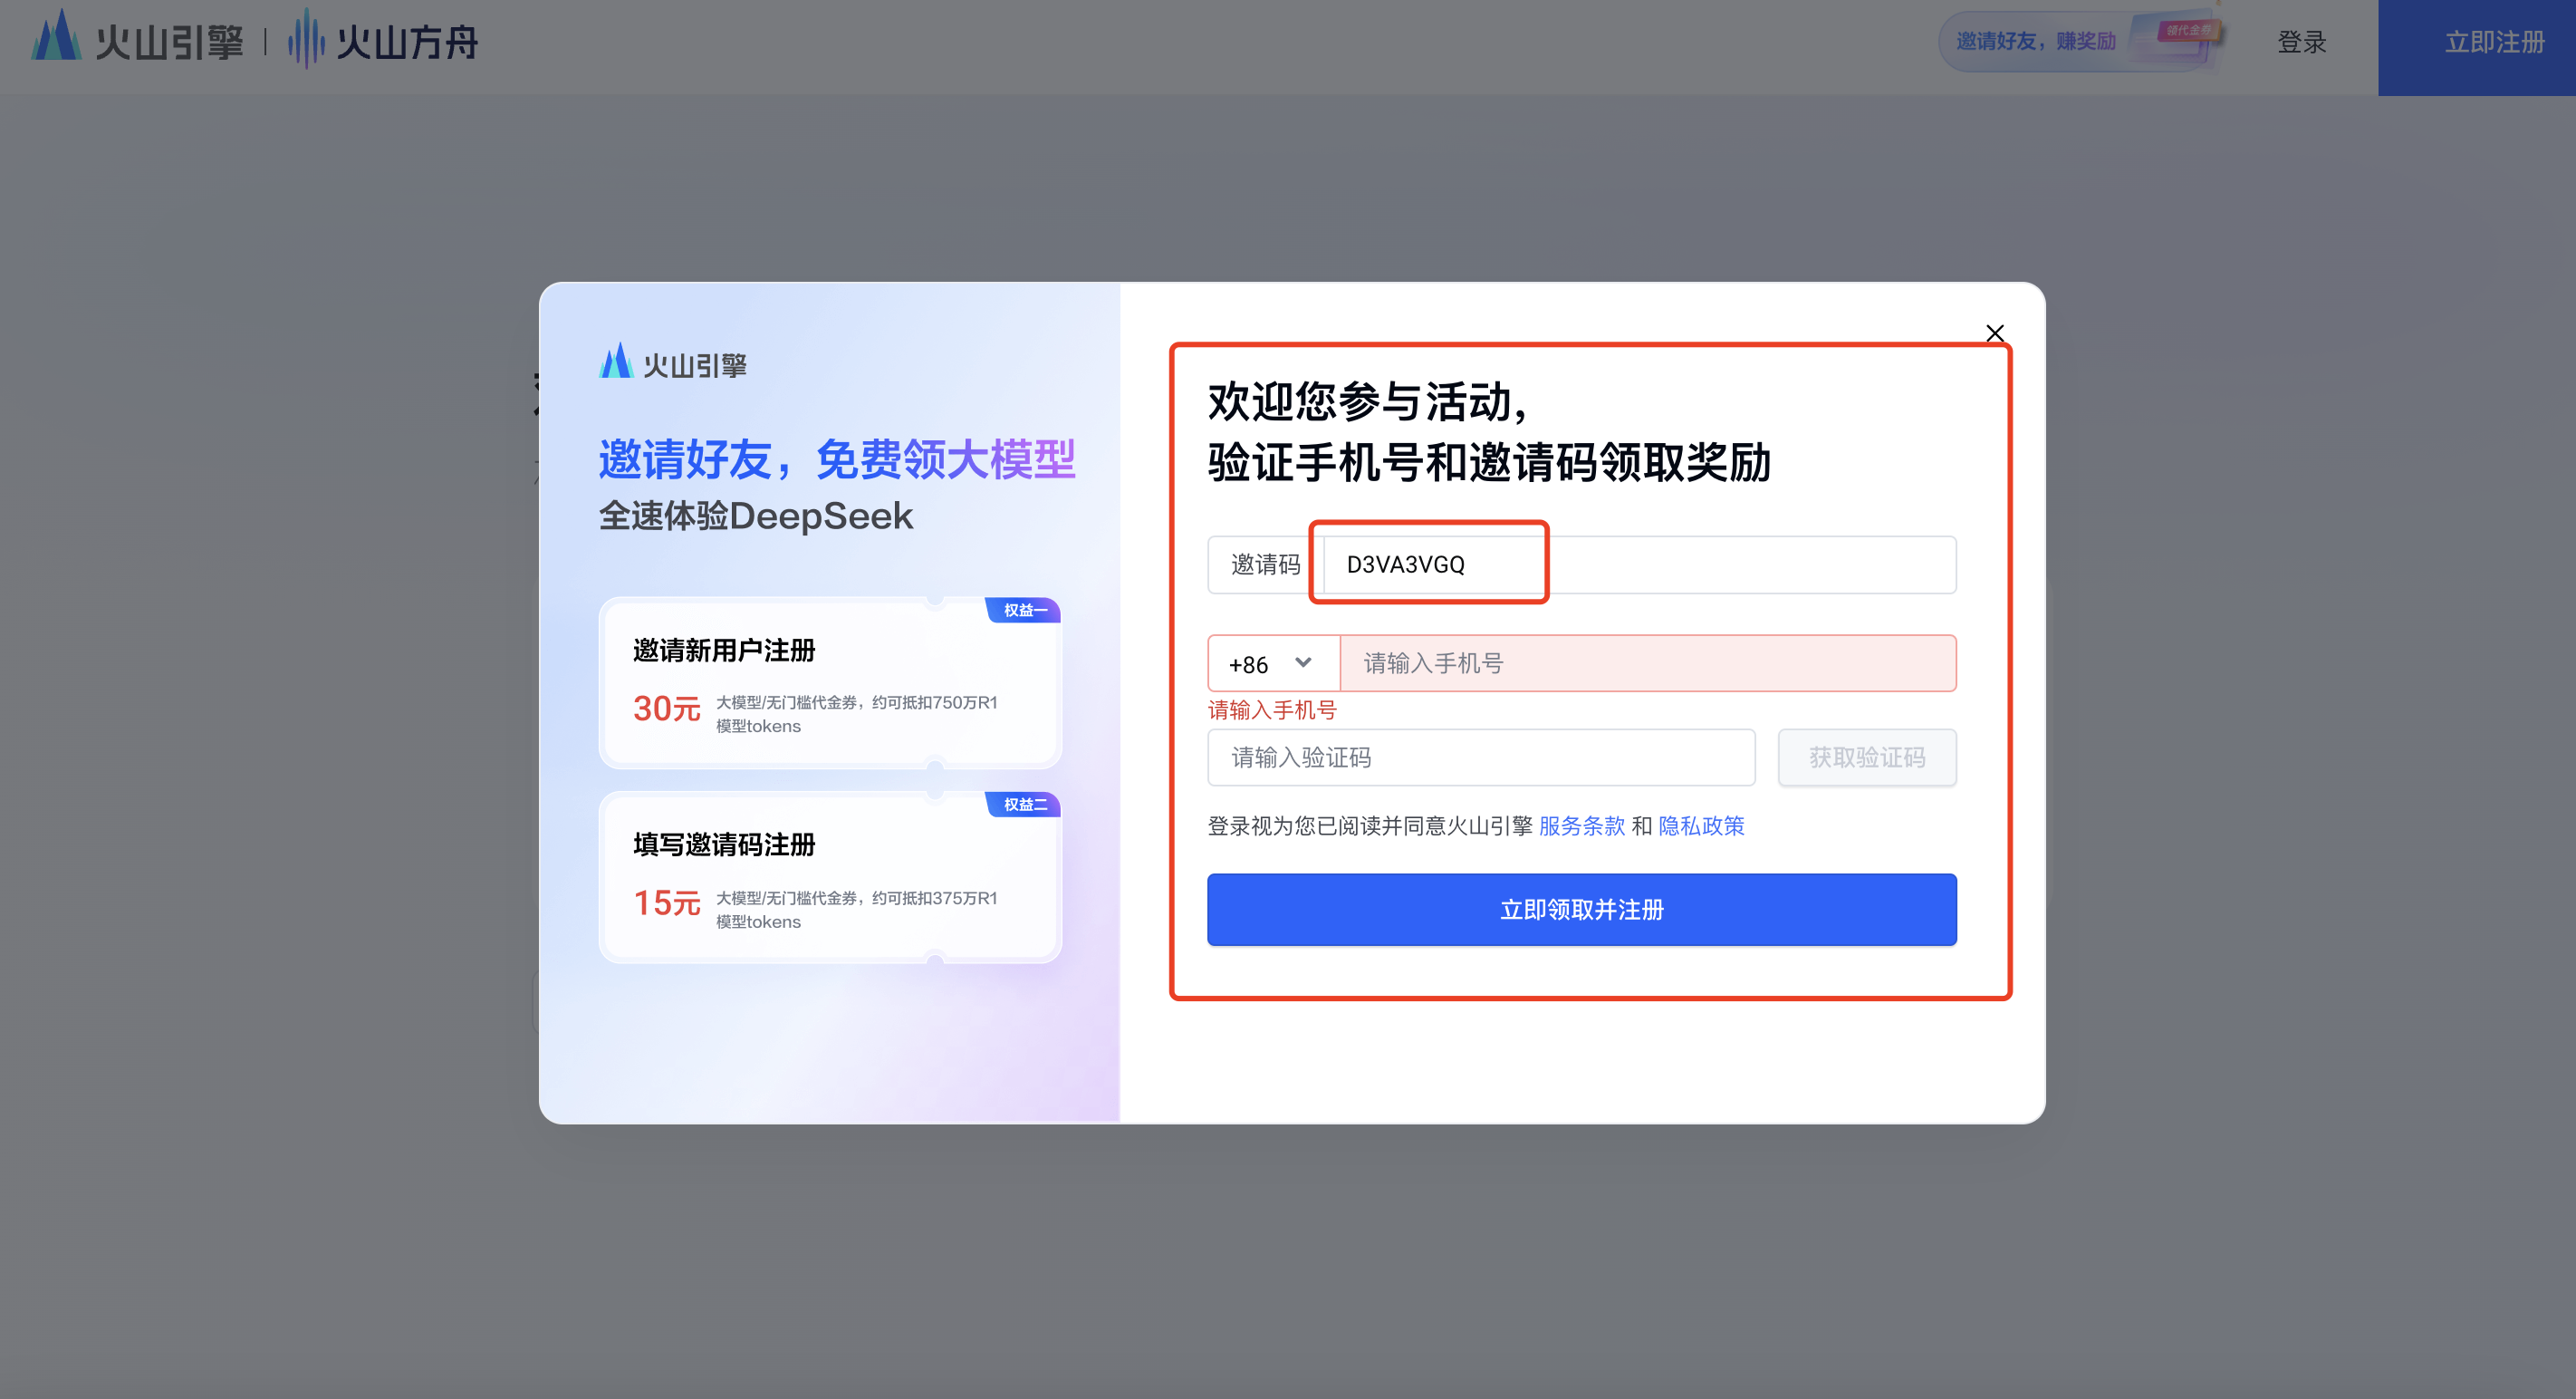 火山引擎 | 火山方舟
邀请好友，赚奖励
领代金券
登录
立即注册
火山引擎
邀请好友，免费领大模型
全速体验DeepSeek
权益一
邀请新用户注册
30元
大模型/无门槛代金券，约可抵扣750万R1
模型tokens
权益二
填写邀请码注册
15元
大模型/无门槛代金券，约可抵扣375万R1
模型tokens
欢迎您参与活动，
验证手机号和邀请码领取奖励
邀请码 D3VA3VGQ
+86 请输入手机号
请输入手机号
请输入验证码 获取验证码
登录视为您已阅读并同意火山引擎 服务条款 和 隐私政策
立即领取并注册